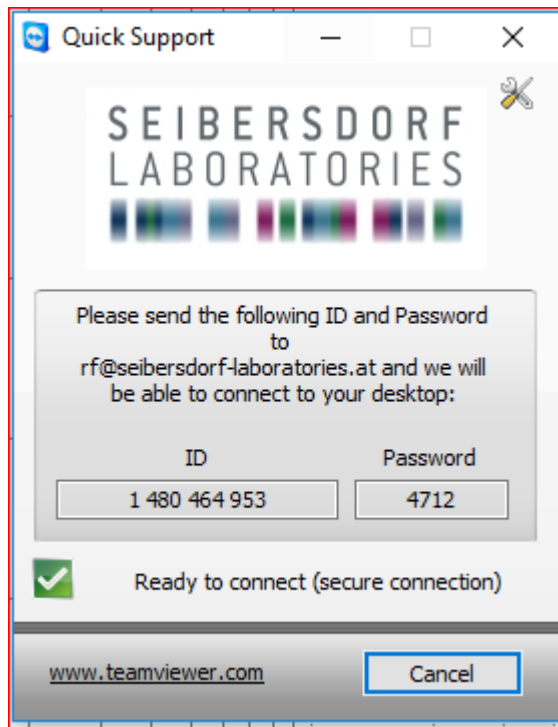 Quick Support
SEIBERSDORF
LABORATORIES
Please send the following ID and Password
to
rf@seibersdorf-laboratories.at and we will
be able to connect to your desktop:
ID Password
1 480 464 953 4712
Ready to connect (secure connection)
www.teamviewer.com Cancel